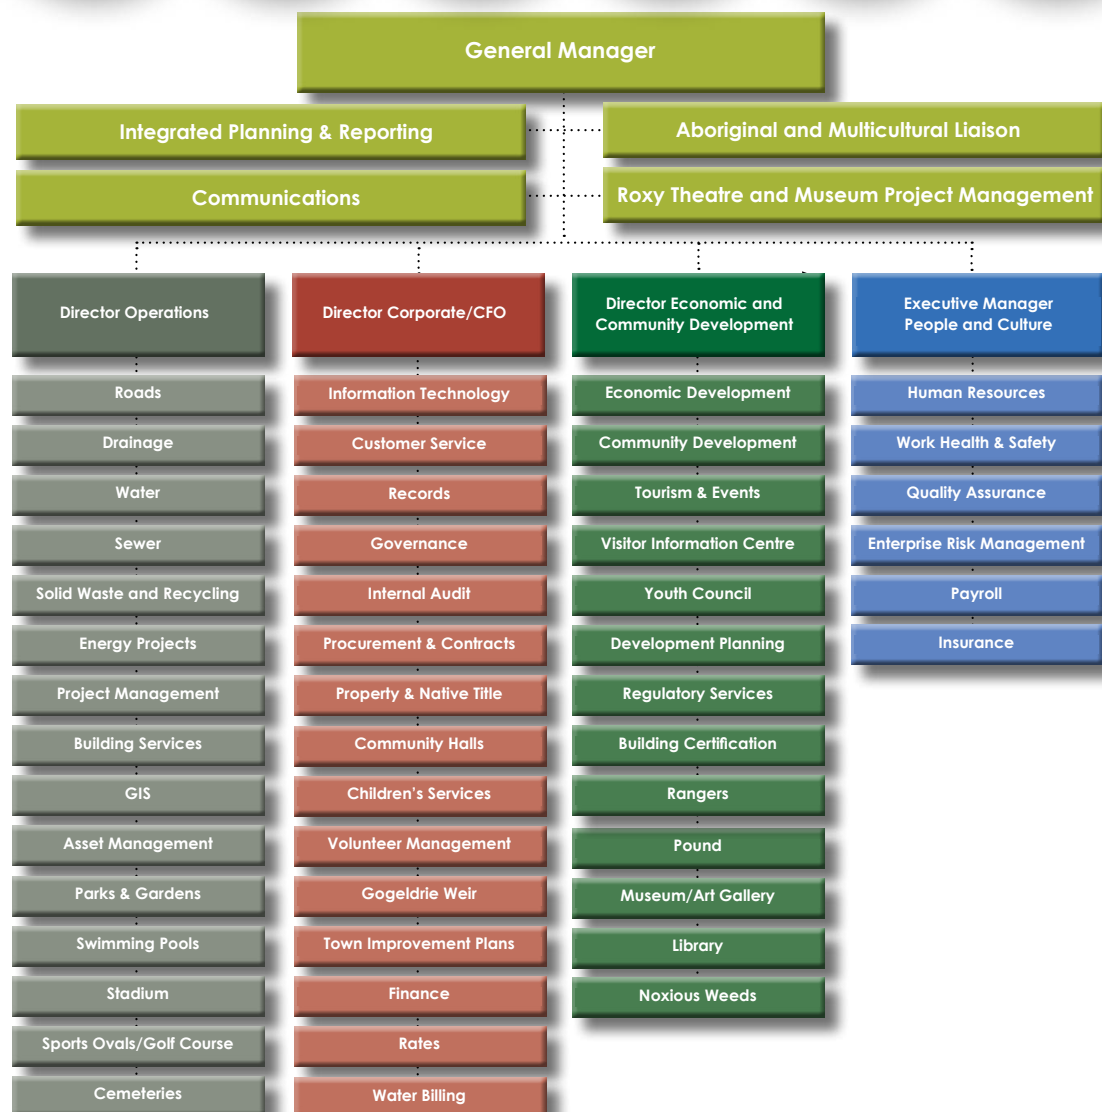 General Manager
Integrated Planning & Reporting
Aboriginal and Multicultural Liaison
Communications
Roxy Theatre and Museum Project Management
Director Operations
Roads
Drainage
Water
Sewer
Solid Waste and Recycling
Energy Projects
Project Management
Building Services
GIS
Asset Management
Parks & Gardens
Swimming Pools
Stadium
Sports Ovals/Golf Course
Cemeteries
Director Corporate/CFO
Information Technology
Customer Service
Records
Governance
Internal Audit
Procurement & Contracts
Property & Native Title
Community Halls
Children's Services
Volunteer Management
Gogeldrie Weir
Town Improvement Plans
Finance
Rates
Water Billing
Director Economic and
Community Development
Economic Development
Community Development
Tourism & Events
Visitor Information Centre
Youth Council
Development Planning
Regulatory Services
Building Certification
Rangers
Pound
Museum/Art Gallery
Library
Noxious Weeds
Executive Manager
People and Culture
Human Resources
Work Health & Safety
Quality Assurance
Enterprise Risk Management
Payroll
Insurance